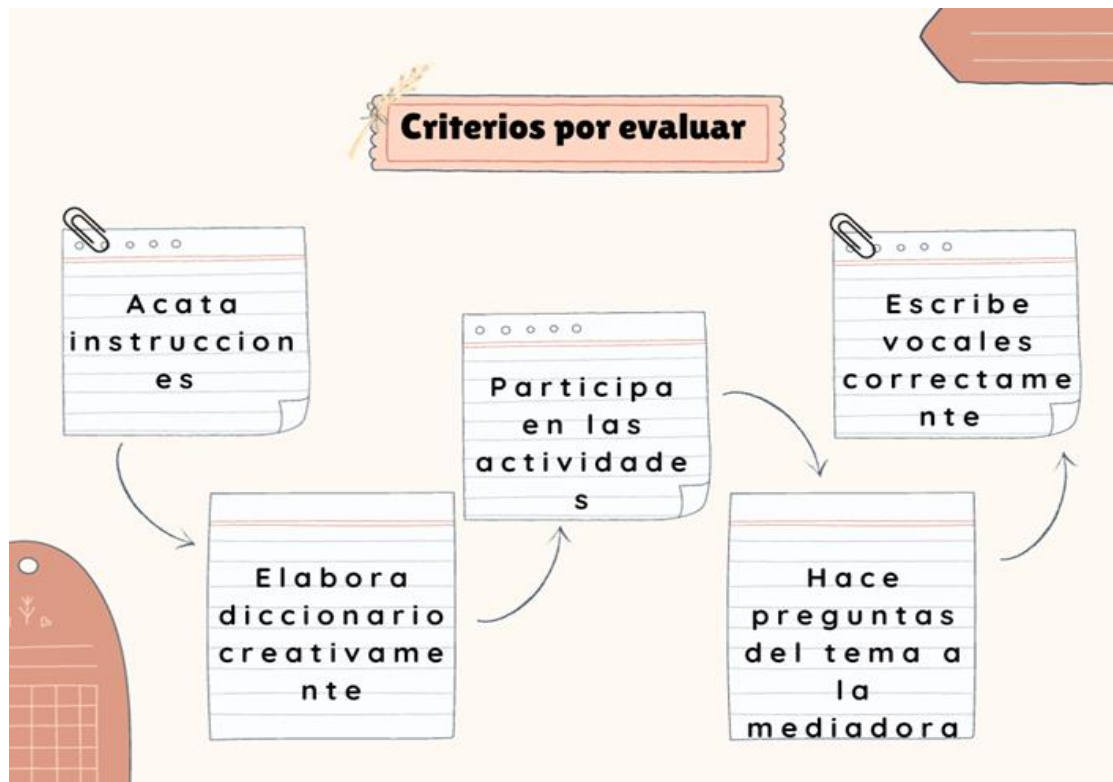 Criterios por evaluar
Acata
instruccion
es
Elabora
diccionario
creativame
nte
Participa
en las
actividade
s
Hace
preguntas
del tema a
la
mediadora
Escribe
vocales
correctame
nte